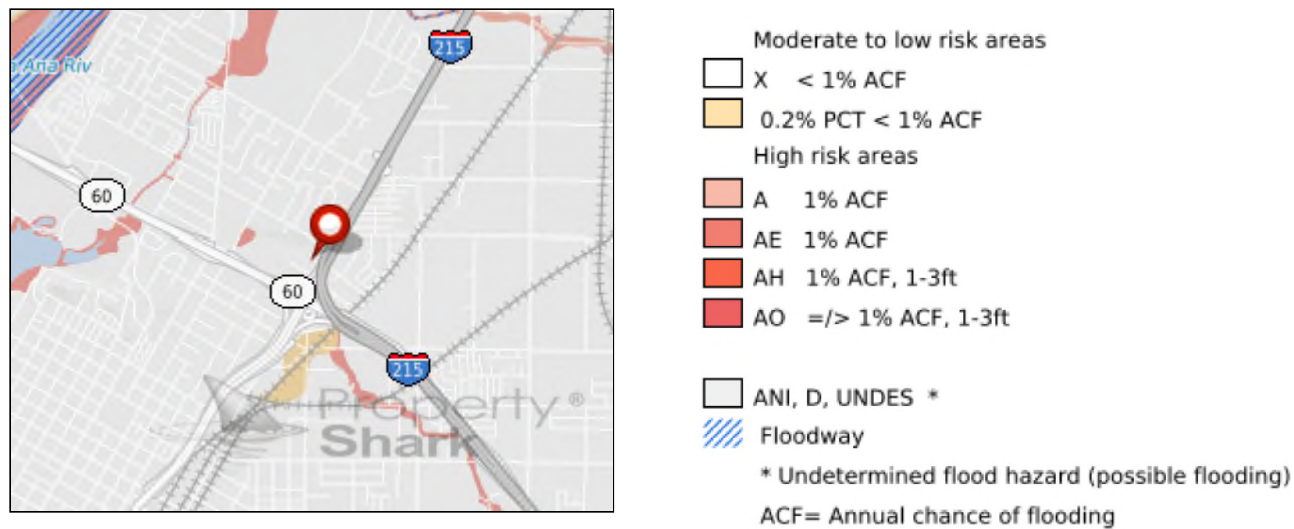 215
a Ana Riv
60
60
215
Property ®
Shark
Moderate to low risk areas
X < 1% ACF
0.2% PCT < 1% ACF
High risk areas
A 1% ACF
AE 1% ACF
AH 1% ACF, 1-3ft
AO =/> 1% ACF, 1-3ft
ANI, D, UNDES *
Floodway
* Undetermined flood hazard (possible flooding)
ACF= Annual chance of flooding